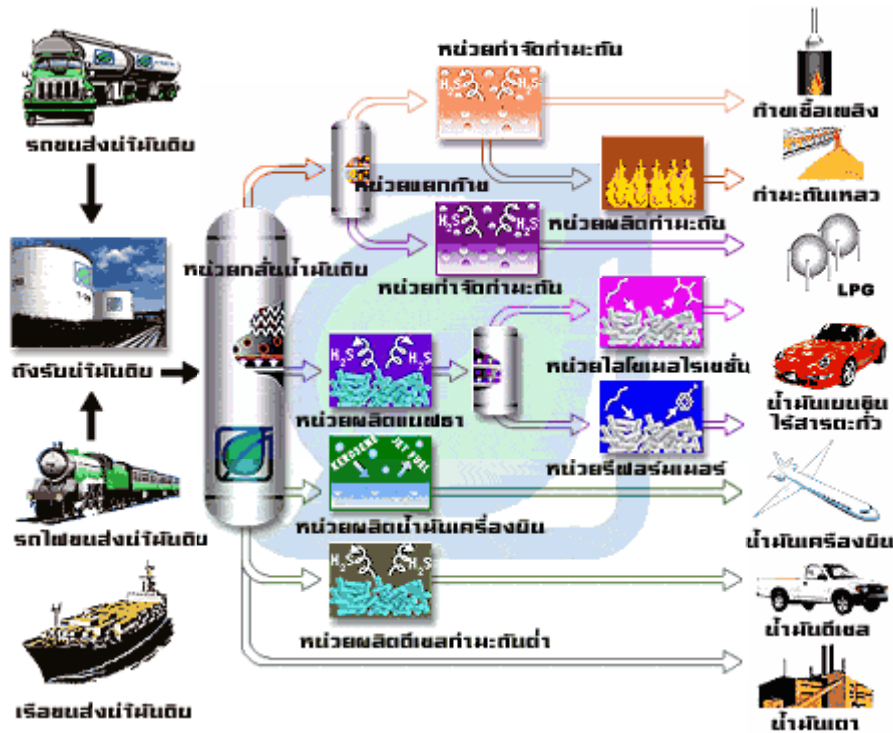 หน่วยกำจัดกำมะถัน
H₂S H₂S
ก๊าซเชื้อเพลิง
รถขนส่งน้ำมันดิบ
หน่วยแยกก๊าซ
กำมะถันเหลว
หน่วยผลิตกำมะถัน
หน่วยกลั่นน้ำมันดิบ
H₂S H₂S
หน่วยกำจัดกำมะถัน
LPG
ถังรับน้ำมันดิบ
H₂S H₂S
หน่วยไอโซเมอไรเซชั่น
น้ำมันเบนซิน
ไร้สารตะกั่ว
หน่วยผลิตแนฟธา
หน่วยรีฟอร์มเมอร์
KEROSENE JET FUEL
รถไฟขนส่งน้ำมันดิบ
หน่วยผลิตน้ำมันเครื่องบิน
น้ำมันเครื่องบิน
H₂S H₂S
หน่วยผลิตดีเซลกำมะถันต่ำ
น้ำมันดีเซล
เรือขนส่งน้ำมันดิบ
น้ำมันเตา